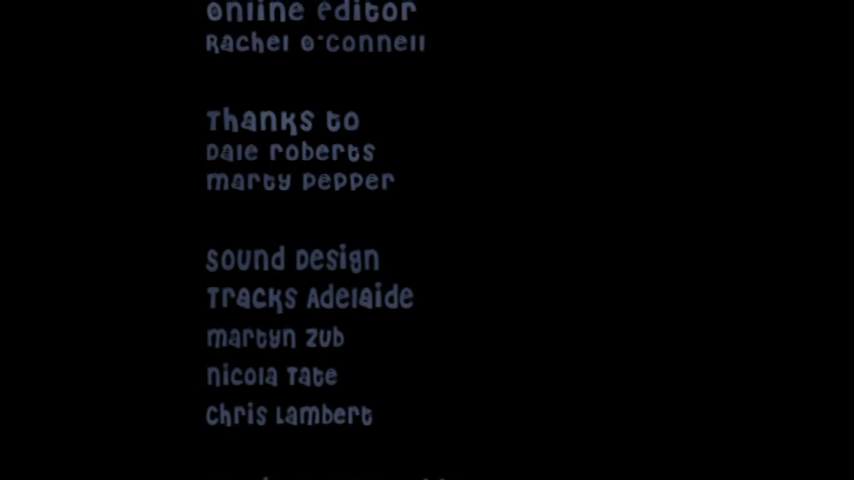 Online Editor
Rachel O'Connell
Thanks to
Dale Roberts
Marty Pepper
Sound Design
Tracks Adelaide
Martyn Zub
Nicola Tate
Chris Lambert